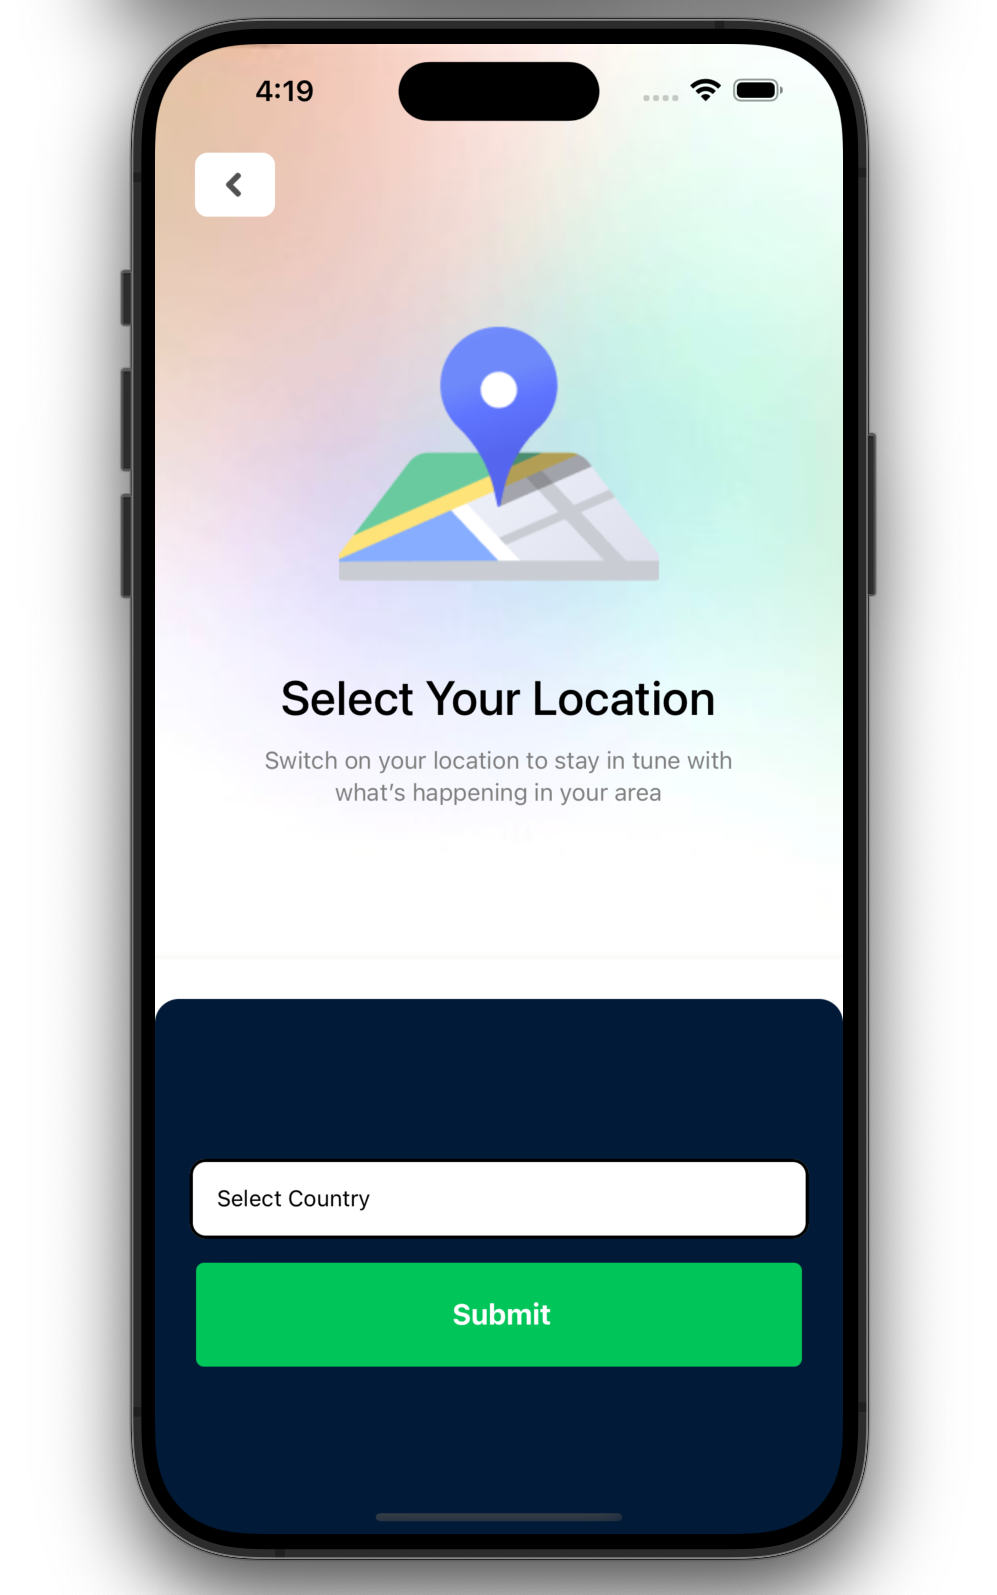 4:19
Select Your Location
Switch on your location to stay in tune with
what's happening in your area
Select Country
Submit